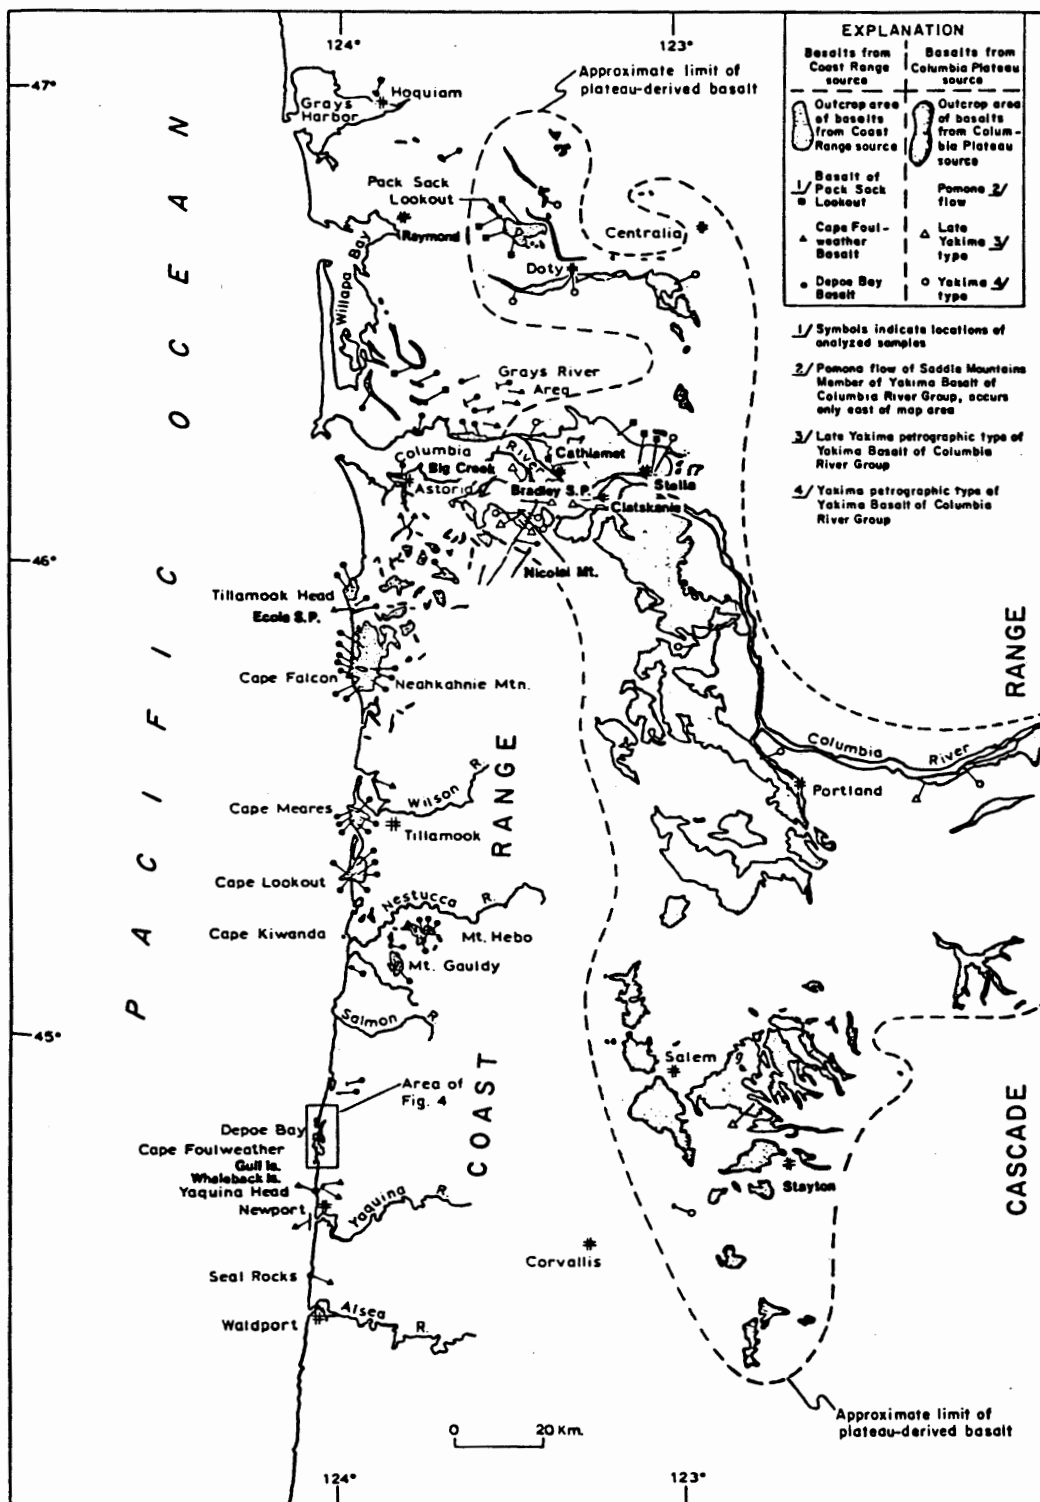 124°
123°
47°
46°
45°
Hoquiam
Grays
Harbor
Approximate limit of
plateau-derived basalt
Pack Sack
Lookout
Raymond
Centralia
Doty
Willapa Bay
Grays River
Area
Columbia
River
Big Creek
Cathlamet
Astoria
Bradley S.P.
Stella
Clatskanie
Nicolai Mt.
Tillamook Head
Ecola S.P.
Cape Falcon
Neahkahnie Mtn.
PACIFIC OCEAN
COAST RANGE
CASCADE RANGE
Wilson R.
Cape Meares
Tillamook
Cape Lookout
Nestucca R.
Cape Kiwanda
Mt. Hebo
Mt. Gauldy
Salmon R.
Columbia River
Portland
Salem
Area of
Fig. 4
Depoe Bay
Cape Foulweather
Gull Is.
Whaleback Is.
Yaquina Head
Newport
Yaquina R.
Stayton
Corvallis
Seal Rocks
Alsea R.
Waldport
Approximate limit of
plateau-derived basalt
0 20 Km.
124°
123°
EXPLANATION
Basalts from
Coast Range
source
Basalts from
Columbia Plateau
source
Outcrop area
of basalts
from Coast
Range source
Outcrop area
of basalts
from Colum-
bia Plateau
source
1/ Basalt of
Pack Sack
Lookout
Pomona 2/
flow
Cape Foul-
weather
Basalt
Late
Yakima 3/
type
Depoe Bay
Basalt
Yakima 4/
type
1/ Symbols indicate locations of
analyzed samples
2/ Pomona flow of Saddle Mountains
Member of Yakima Basalt of
Columbia River Group, occurs
only east of map area
3/ Late Yakima petrographic type of
Yakima Basalt of Columbia
River Group
4/ Yakima petrographic type of
Yakima Basalt of Columbia
River Group